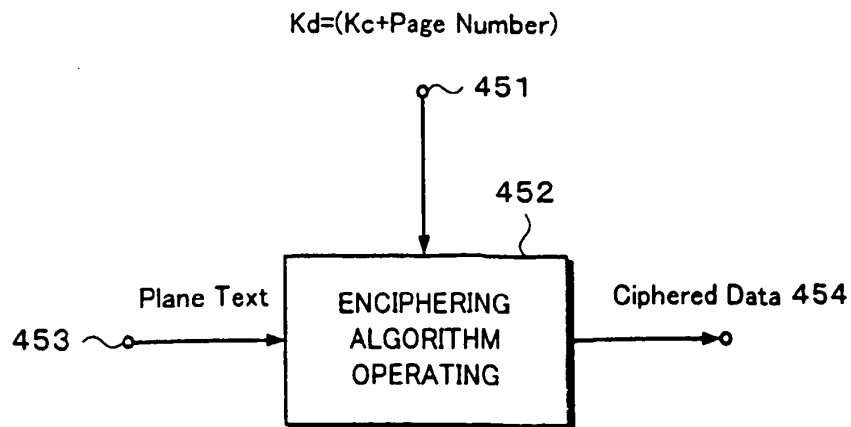 Kd=(Kc+Page Number)
451
452
Plane Text
Ciphered Data 454
453
ENCIPHERING
ALGORITHM
OPERATING